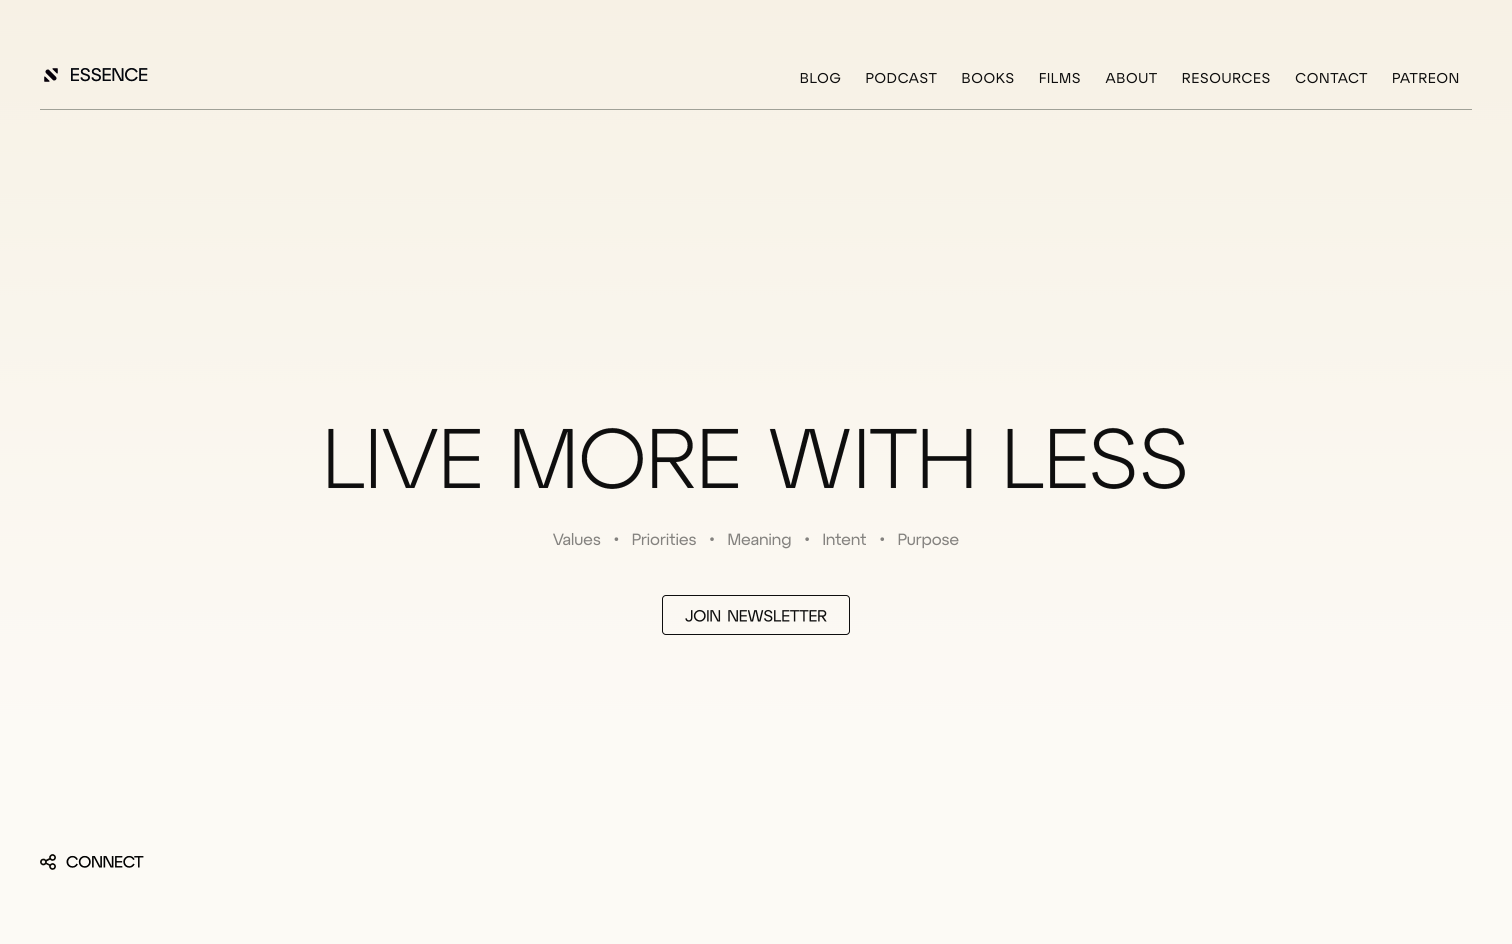 ESSENCE
BLOG PODCAST BOOKS FILMS ABOUT RESOURCES CONTACT PATREON
LIVE MORE WITH LESS
Values • Priorities • Meaning • Intent • Purpose
JOIN NEWSLETTER
CONNECT